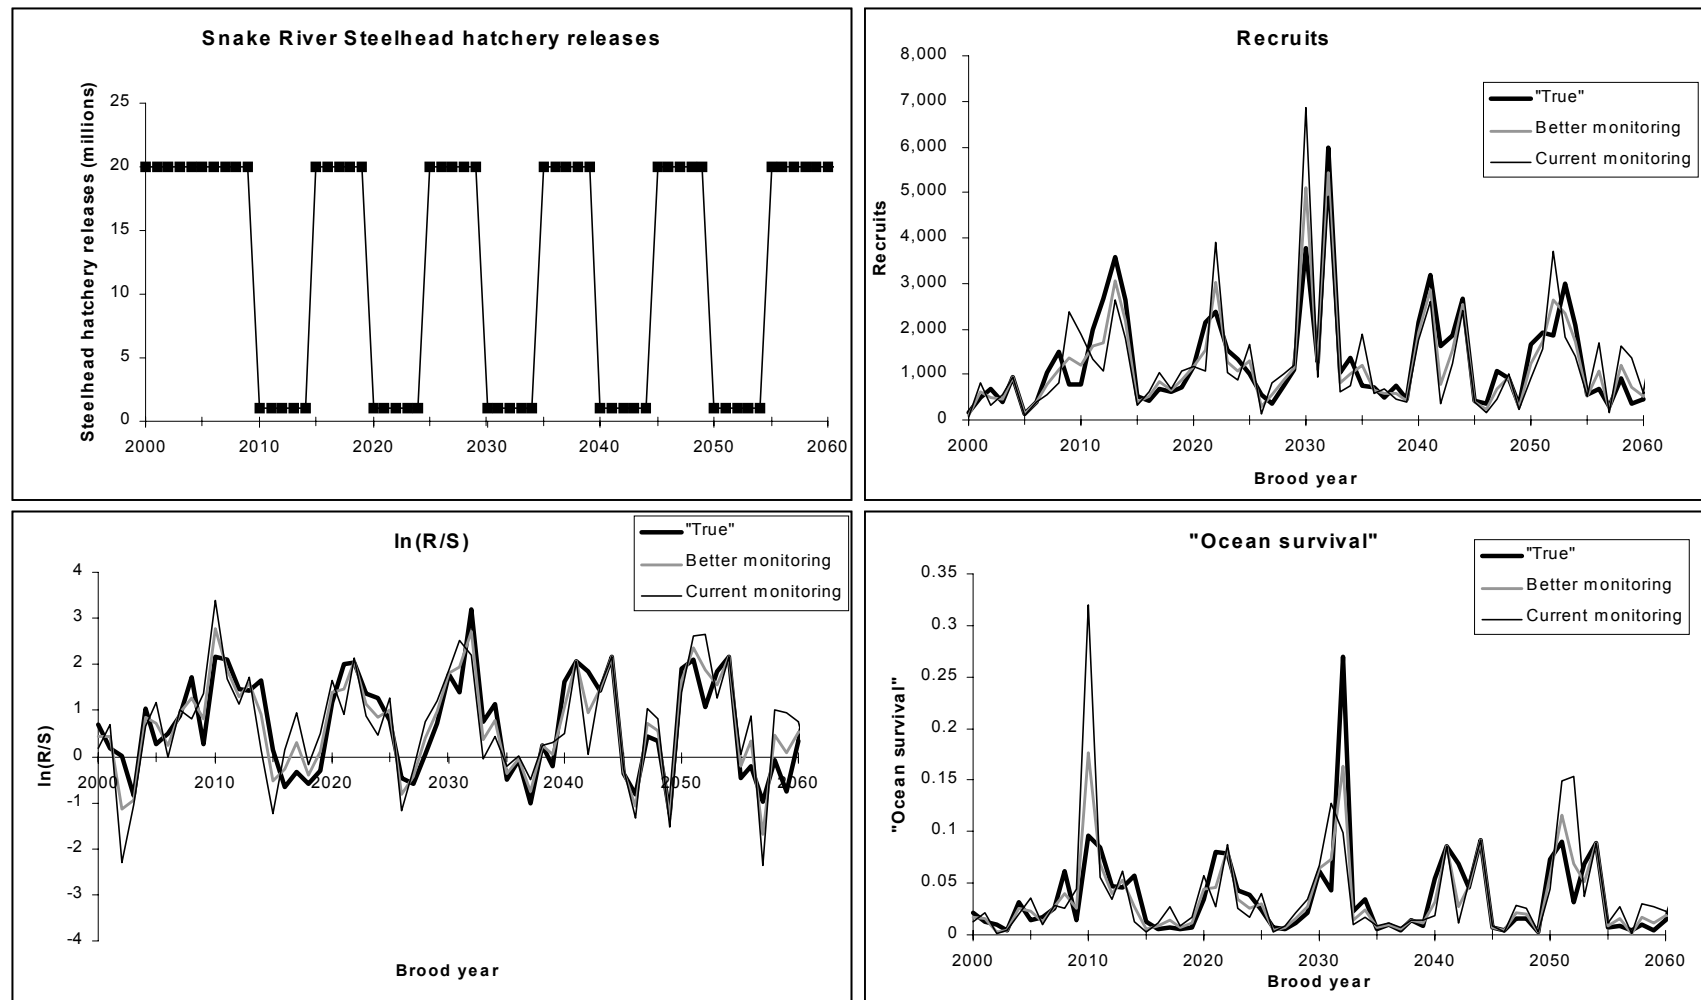 Snake River Steelhead hatchery releases
Steelhead hatchery releases (millions)
25
20
15
10
5
0
2000 2010 2020 2030 2040 2050 2060
Recruits
8,000
7,000
6,000
5,000
4,000
3,000
2,000
1,000
0
Recruits
"True"
Better monitoring
Current monitoring
2000 2010 2020 2030 2040 2050 2060
Brood year
ln(R/S)
"True"
Better monitoring
Current monitoring
4
3
2
1
0
-1
-2
-3
-4
ln(R/S)
2000 2010 2020 2030 2040 2050 2060
Brood year
"Ocean survival"
"True"
Better monitoring
Current monitoring
0.35
0.3
0.25
0.2
0.15
0.1
0.05
0
"Ocean survival"
2000 2010 2020 2030 2040 2050 2060
Brood year